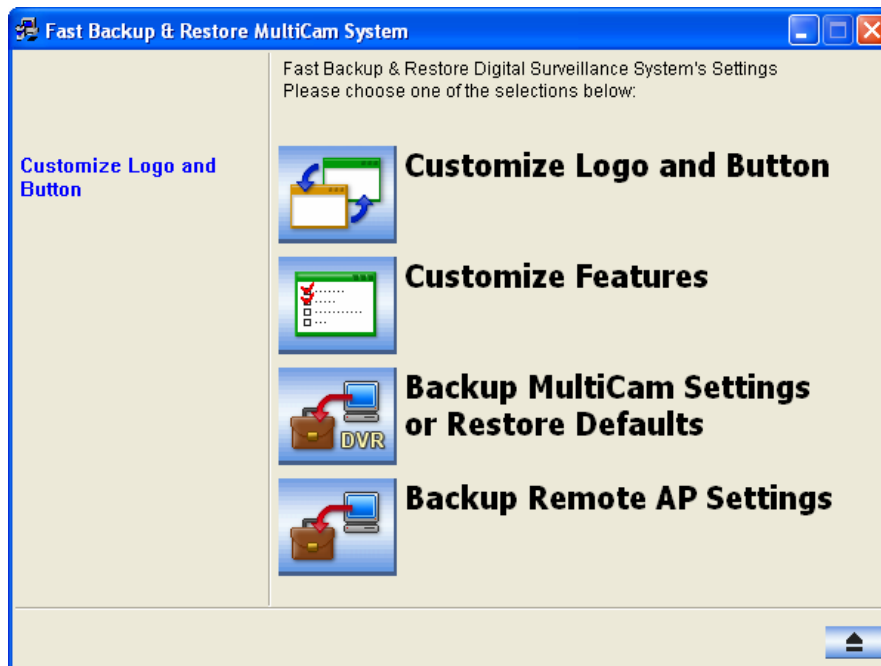 Fast Backup & Restore MultiCam System
Fast Backup & Restore Digital Surveillance System's Settings
Please choose one of the selections below:
Customize Logo and
Button
Customize Logo and Button
Customize Features
Backup MultiCam Settings
or Restore Defaults
DVR
Backup Remote AP Settings